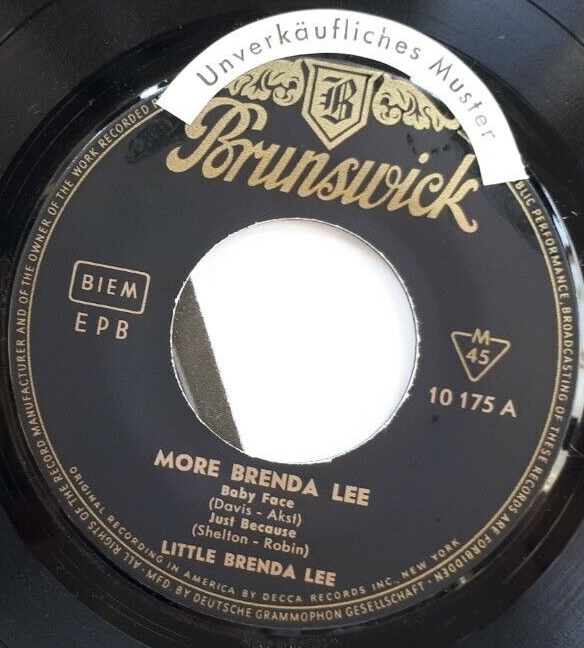 Unverkäufliches Muster
B
Brunswick
BIEM
EPB
M
45
10 175 A
MORE BRENDA LEE
Baby Face
(Davis - Akst)
Just Because
(Shelton - Robin)
LITTLE BRENDA LEE
ORIGINAL RECORDING IN AMERICA BY DECCA RECORDS INC., NEW YORK
ALL RIGHTS OF THE RECORD MANUFACTURER AND OF THE OWNER OF THE WORK RECORDED
PERFORMANCE, BROADCASTING OF THESE RECORDS ARE FORBIDDEN
· MFD. BY DEUTSCHE GRAMMOPHON GESELLSCHAFT ·